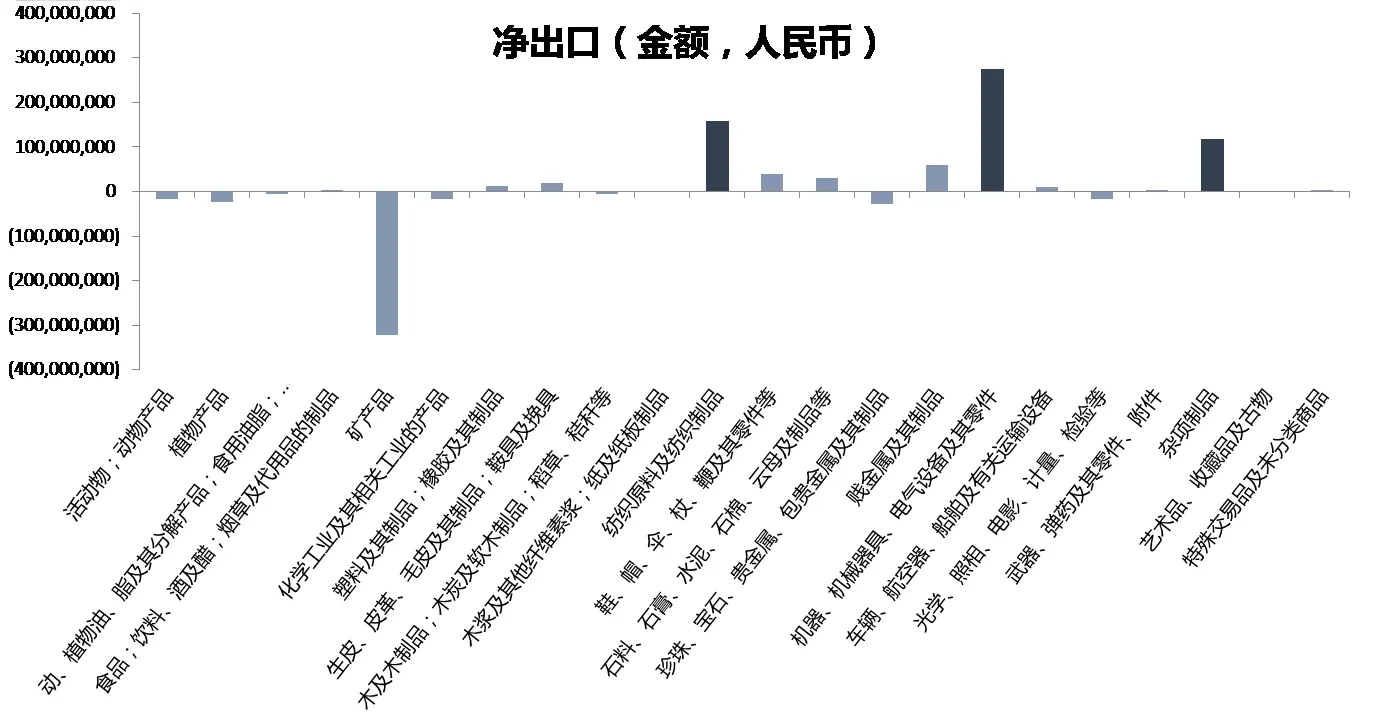 净出口（金额，人民币）
400,000,000
300,000,000
200,000,000
100,000,000
0
(100,000,000)
(200,000,000)
(300,000,000)
(400,000,000)
活动物；动物产品
植物产品
动、植物油、脂及其分解产品；食用油脂；…
食品；饮料、酒及醋；烟草及代用品的制品
矿产品
化学工业及其相关工业的产品
塑料及其制品；橡胶及其制品
生皮、皮革、毛皮及其制品；鞍具及挽具
木及木制品；木炭及软木制品；稻草、秸秆等
木浆及其他纤维素浆；纸及纸板制品
纺织原料及纺织制品
鞋、帽、伞、杖、鞭及其零件等
石料、石膏、水泥、石棉、云母及制品等
珍珠、宝石、贵金属、包贵金属及其制品
贱金属及其制品
机器、机械器具、电气设备及其零件
车辆、航空器、船舶及有关运输设备
光学、照相、电影、计量、检验等
武器、弹药及其零件、附件
杂项制品
艺术品、收藏品及古物
特殊交易品及未分类商品